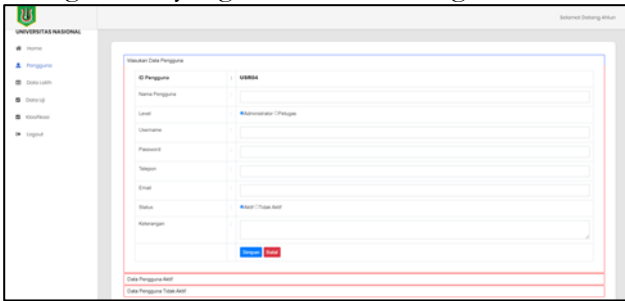 UNIVERSITAS NASIONAL
Selamat Datang
Home
Pengguna
Data Latih
Data Uji
Klasifikasi
Logout
Masukan Data Pengguna
ID Pengguna : USR04
Nama Pengguna :
Level : Administrator Petugas
Username :
Password :
Telepon :
Email :
Status : Aktif Tidak Aktif
Keterangan :
Simpan Batal
Data Pengguna Aktif
Data Pengguna Tidak Aktif